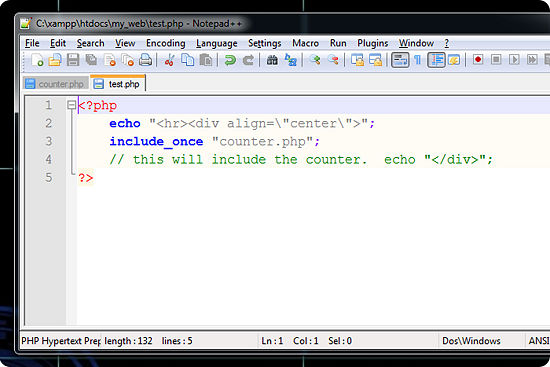 C:\xampp\htdocs\my_web\test.php - Notepad++
File Edit Search View Encoding Language Settings Macro Run Plugins Window ?
counter.php test.php
1 <?php
2 echo "<hr><div align=\"center\">";
3 include_once "counter.php";
4 // this will include the counter.  echo "</div>";
5 ?>
PHP Hypertext Prep length : 132 lines : 5 Ln : 1 Col : 1 Sel : 0 Dos\Windows ANSI